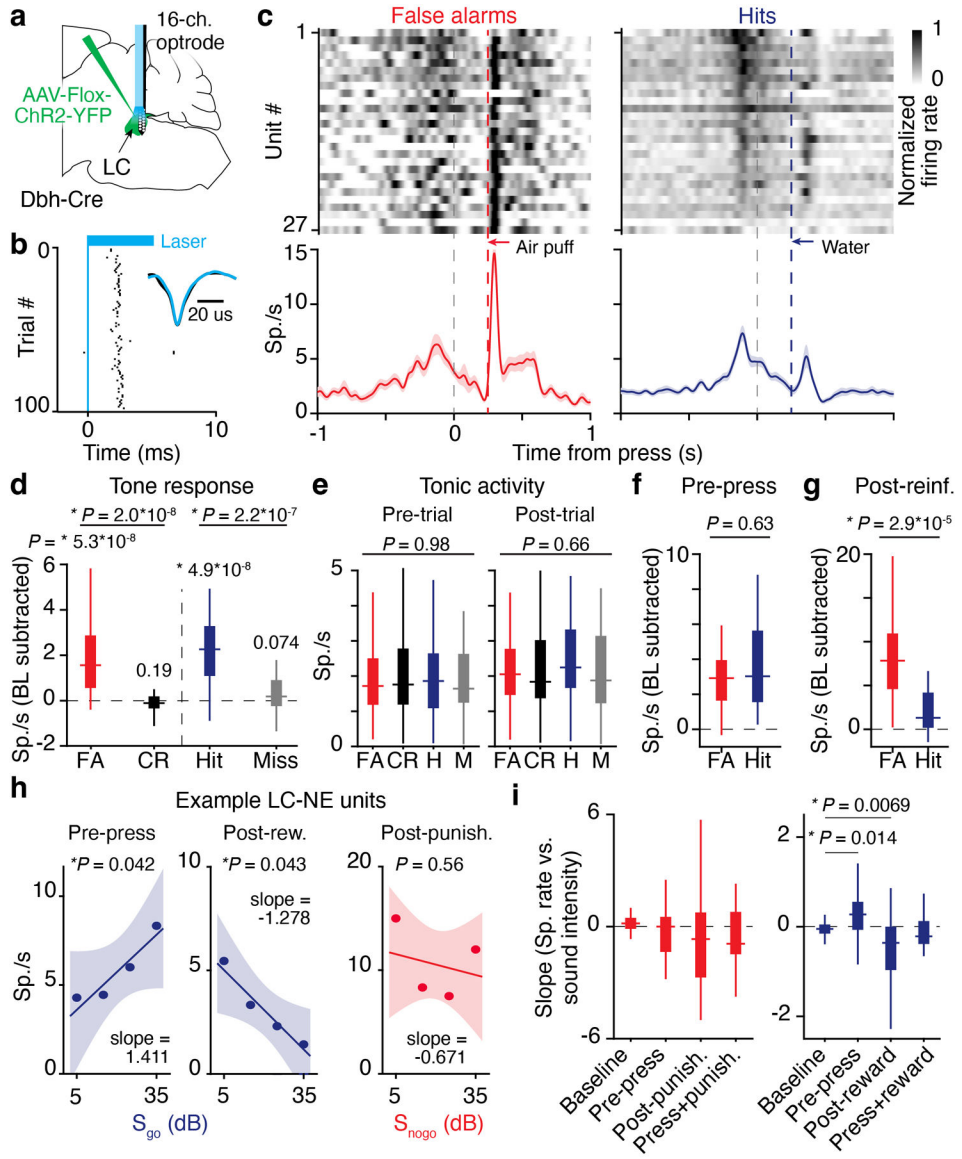 a
16-ch.
optrode
AAV-Flox-
ChR2-YFP
LC
Dbh-Cre
b
Laser
0
Trial #
100
20 us
0 10
Time (ms)
c
False alarms
Hits
1
Unit #
27
1
0
Normalized
firing rate
Air puff
Water
15
10
5
0
Sp./s
-1 0 1
Time from press (s)
d
Tone response
* P = 2.0*10-8
* P = 2.2*10-7
P = * 5.3*10-8
* 4.9*10-8
0.19
0.074
6
4
2
0
-2
Sp./s (BL subtracted)
FA CR Hit Miss
e
Tonic activity
Pre-trial
Post-trial
P = 0.98
P = 0.66
5
0
Sp./s
FA CR H M
FA CR H M
f
Pre-press
P = 0.63
10
0
Sp./s (BL subtracted)
FA Hit
g
Post-reinf.
* P = 2.9*10-5
20
0
FA Hit
h
Example LC-NE units
Pre-press
*P = 0.042
10
5
0
Sp./s
slope =
1.411
5 35
Post-rew.
*P = 0.043
10
5
0
slope =
-1.278
5 35
Sgo (dB)
Post-punish.
P = 0.56
20
10
0
slope =
-0.671
5 35
Snogo (dB)
i
Slope (Sp. rate vs.
sound intensity)
6
0
-6
Baseline
Pre-press
Post-punish.
Press+punish.
* P = 0.0069
* P = 0.014
2
0
-2
Baseline
Pre-press
Post-reward
Press+reward